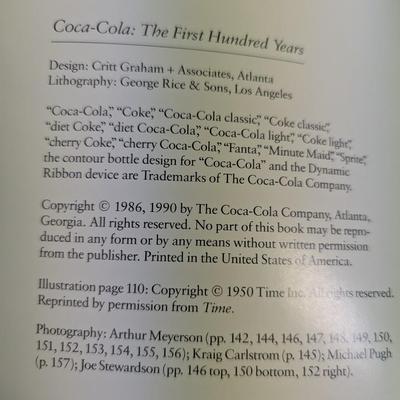 Coca-Cola: The First Hundred Years
Design: Critt Graham + Associates, Atlanta
Lithography: George Rice & Sons, Los Angeles
“Coca-Cola,” “Coke,” “Coca-Cola classic,” “Coke classic,”
“diet Coke,” “diet Coca-Cola,” “Coca-Cola light,” “Coke light,”
“cherry Coke,” “cherry Coca-Cola,” “Fanta,” “Minute Maid,” “Sprite,”
the contour bottle design for “Coca-Cola” and the Dynamic
Ribbon device are Trademarks of The Coca-Cola Company.
Copyright © 1986, 1990 by The Coca-Cola Company, Atlanta,
Georgia. All rights reserved. No part of this book may be repro-
duced in any form or by any means without written permission
from the publisher. Printed in the United States of America.
Illustration page 110: Copyright © 1950 Time Inc. All rights reserved.
Reprinted by permission from Time.
Photography: Arthur Meyerson (pp. 142, 144, 146, 147, 148, 149, 150,
151, 152, 153, 154, 155, 156); Kraig Carlstrom (p. 145); Michael Pugh
(p. 157); Joe Stewardson (pp. 146 top, 150 bottom, 152 right).